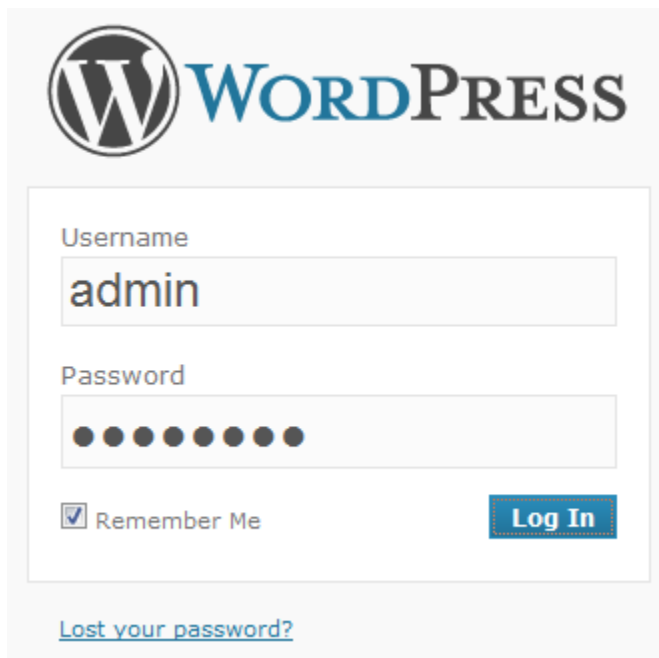 WORDPRESS
Username
admin
Password
●●●●●●●●
Remember Me
Log In
Lost your password?